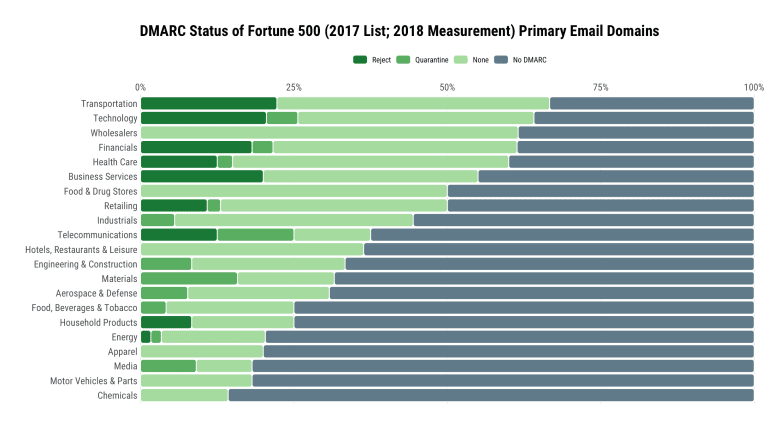 DMARC Status of Fortune 500 (2017 List; 2018 Measurement) Primary Email Domains
Reject Quarantine None No DMARC
0% 25% 50% 75% 100%
Transportation
Technology
Wholesalers
Financials
Health Care
Business Services
Food & Drug Stores
Retailing
Industrials
Telecommunications
Hotels, Restaurants & Leisure
Engineering & Construction
Materials
Aerospace & Defense
Food, Beverages & Tobacco
Household Products
Energy
Apparel
Media
Motor Vehicles & Parts
Chemicals